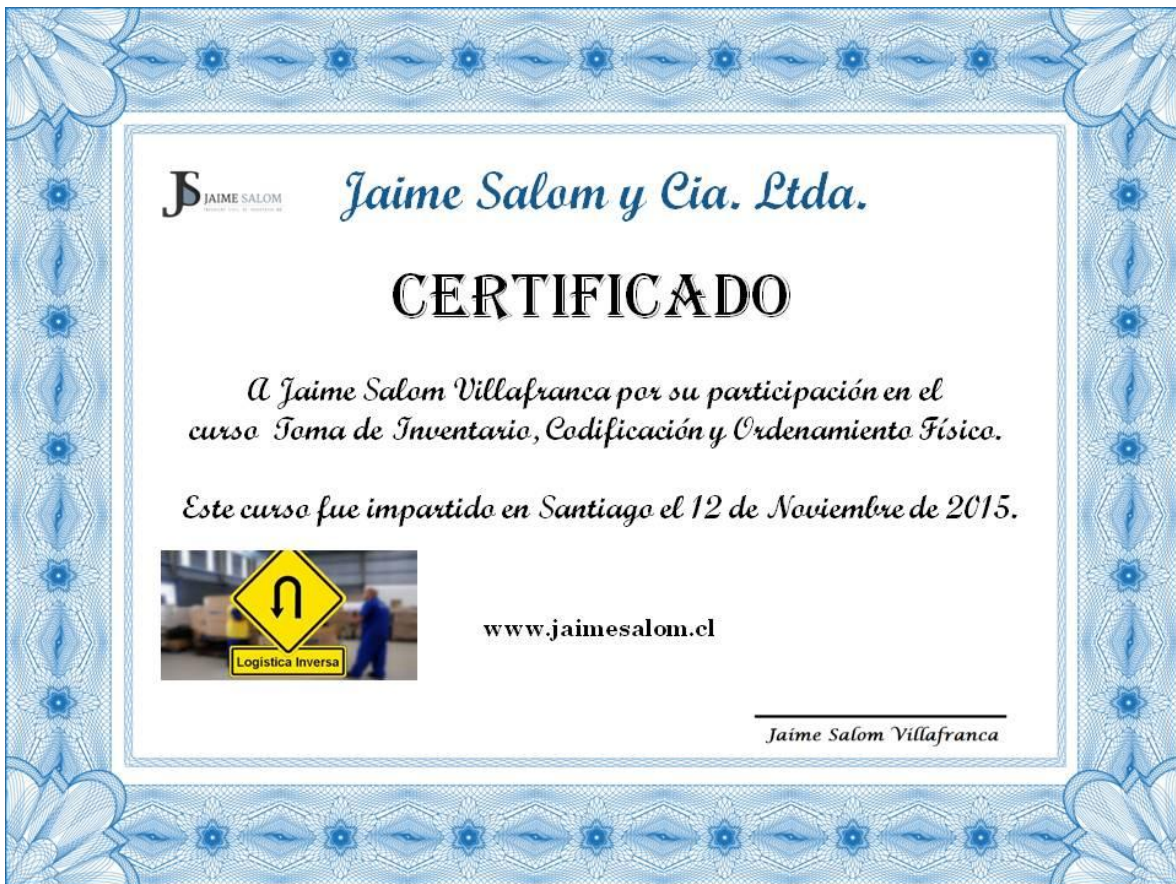 JS JAIME SALOM
Jaime Salom y Cia. Ltda.
CERTIFICADO
A Jaime Salom Villafranca por su participación en el
curso Toma de Inventario, Codificación y Ordenamiento Físico.
Este curso fue impartido en Santiago el 12 de Noviembre de 2015.
Logística Inversa
www.jaimesalom.cl
Jaime Salom Villafranca